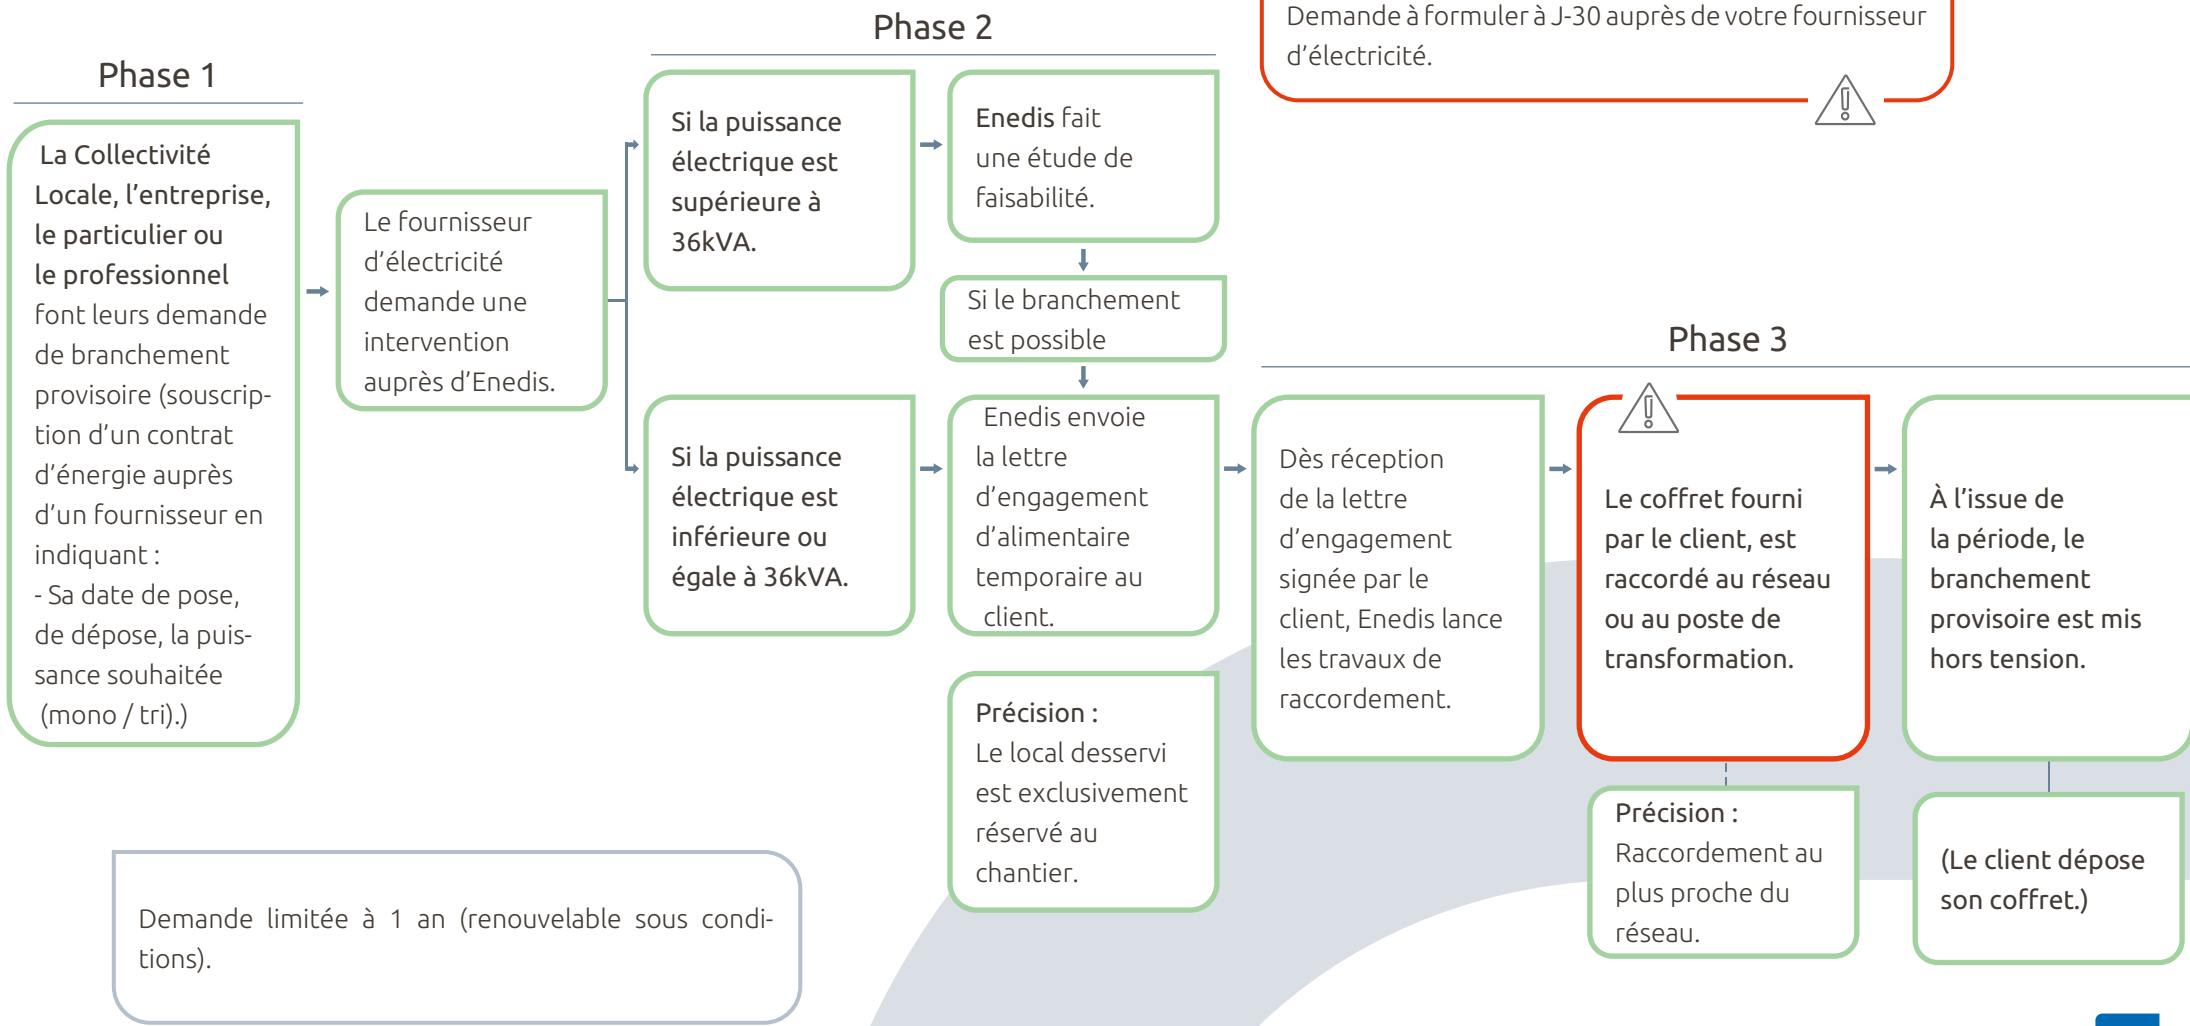 Demande à formuler à J-30 auprès de votre fournisseur
d'électricité.
Phase 1
La Collectivité
Locale, l'entreprise,
le particulier ou
le professionnel
font leurs demande
de branchement
provisoire (souscrip-
tion d'un contrat
d'énergie auprès
d'un fournisseur en
indiquant :
- Sa date de pose,
de dépose, la puis-
sance souhaitée
(mono / tri).)
Le fournisseur
d'électricité
demande une
intervention
auprès d'Enedis.
Phase 2
Si la puissance
électrique est
supérieure à
36kVA.
Enedis fait
une étude de
faisabilité.
Si le branchement
est possible
Si la puissance
électrique est
inférieure ou
égale à 36kVA.
Enedis envoie
la lettre
d'engagement
d'alimentaire
temporaire au
client.
Précision :
Le local desservi
est exclusivement
réservé au
chantier.
Phase 3
Dès réception
de la lettre
d'engagement
signée par le
client, Enedis lance
les travaux de
raccordement.
Le coffret fourni
par le client, est
raccordé au réseau
ou au poste de
transformation.
Précision :
Raccordement au
plus proche du
réseau.
À l'issue de
la période, le
branchement
provisoire est mis
hors tension.
(Le client dépose
son coffret.)
Demande limitée à 1 an (renouvelable sous condi-
tions).